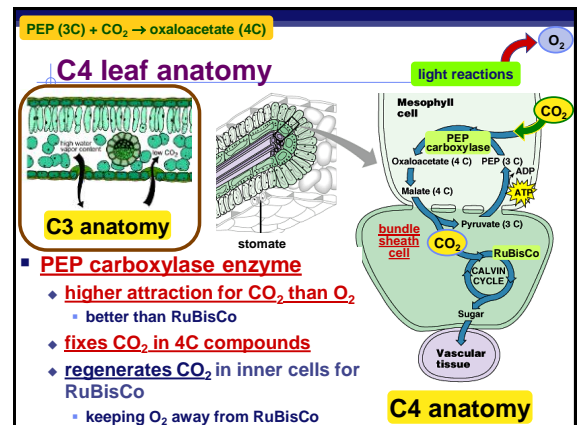 PEP (3C) + CO₂ → oxaloacetate (4C)
O₂
C4 leaf anatomy
light reactions
high water
vapor content
low CO₂
C3 anatomy
stomate
Mesophyll
cell
CO₂
PEP
carboxylase
Oxaloacetate (4 C)
PEP (3 C)
ADP
ATP
Malate (4 C)
Pyruvate (3 C)
bundle
sheath
cell
CO₂
RuBisCo
CALVIN
CYCLE
Sugar
Vascular
tissue
C4 anatomy
▪ PEP carboxylase enzyme
◆ higher attraction for CO₂ than O₂
▪ better than RuBisCo
◆ fixes CO₂ in 4C compounds
◆ regenerates CO₂ in inner cells for
RuBisCo
▪ keeping O₂ away from RuBisCo